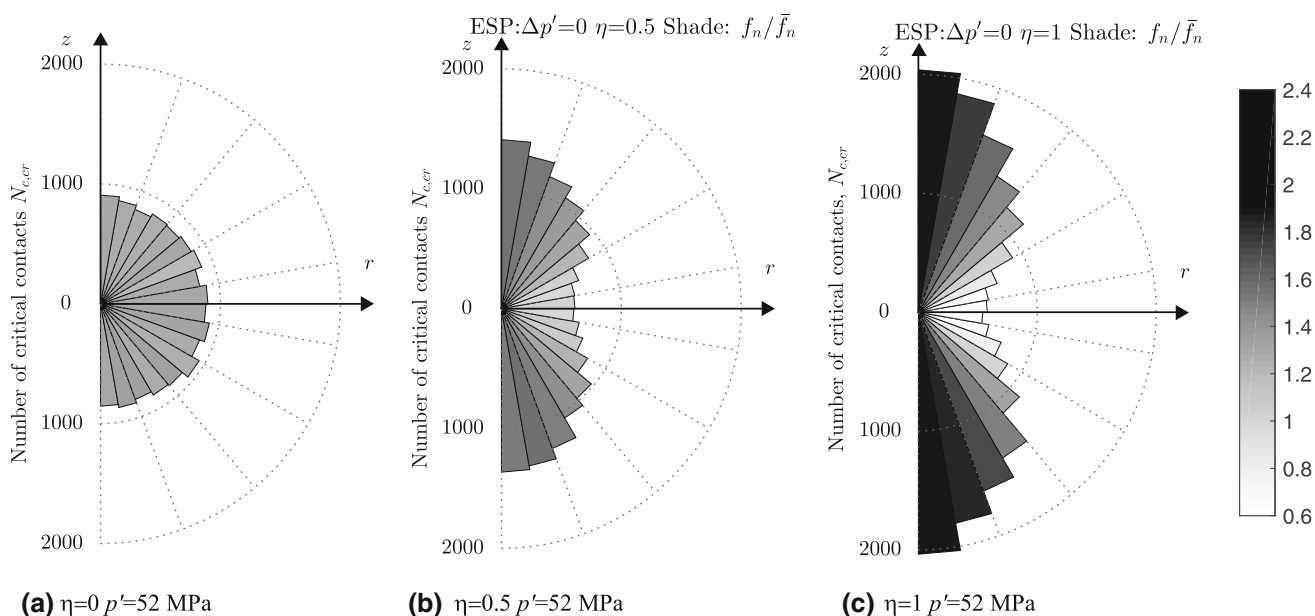 z
2000
1000
0
1000
2000
Number of critical contacts N_{c,cr}
r
(a) η=0 p′=52 MPa
ESP:Δp′=0 η=0.5 Shade: f_n/f̄_n
z
2000
1000
0
1000
2000
Number of critical contacts N_{c,cr}
r
(b) η=0.5 p′=52 MPa
ESP:Δp′=0 η=1 Shade: f_n/f̄_n
z
2000
1000
0
1000
2000
Number of critical contacts, N_{c,cr}
r
(c) η=1 p′=52 MPa
2.4
2.2
2
1.8
1.6
1.4
1.2
1
0.8
0.6